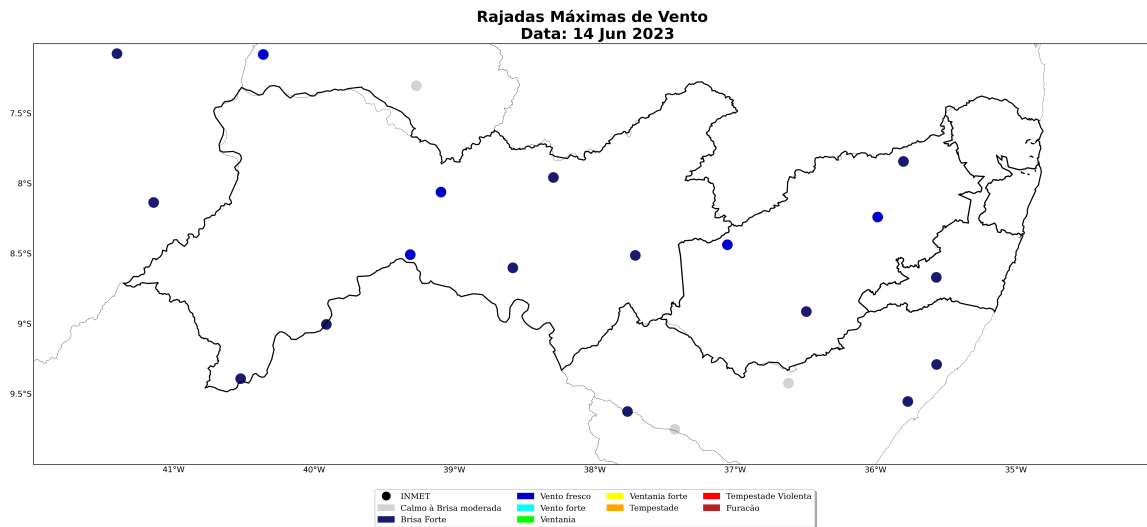 Rajadas Máximas de Vento
Data: 14 Jun 2023
7.5°S
8°S
8.5°S
9°S
9.5°S
41°W 40°W 39°W 38°W 37°W 36°W 35°W
INMET Vento fresco Ventania forte Tempestade Violenta
Calmo à Brisa moderada Vento forte Tempestade Furacão
Brisa Forte Ventania